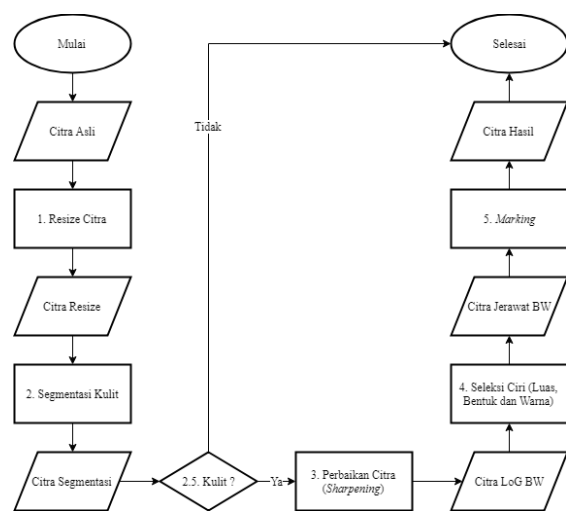 Mulai
Citra Asli
1. Resize Citra
Citra Resize
2. Segmentasi Kulit
Citra Segmentasi
2.5. Kulit ?
Tidak
Ya
3. Perbaikan Citra
(Sharpening)
Citra LoG BW
4. Seleksi Ciri (Luas,
Bentuk dan Warna)
Citra Jerawat BW
5. Marking
Citra Hasil
Selesai